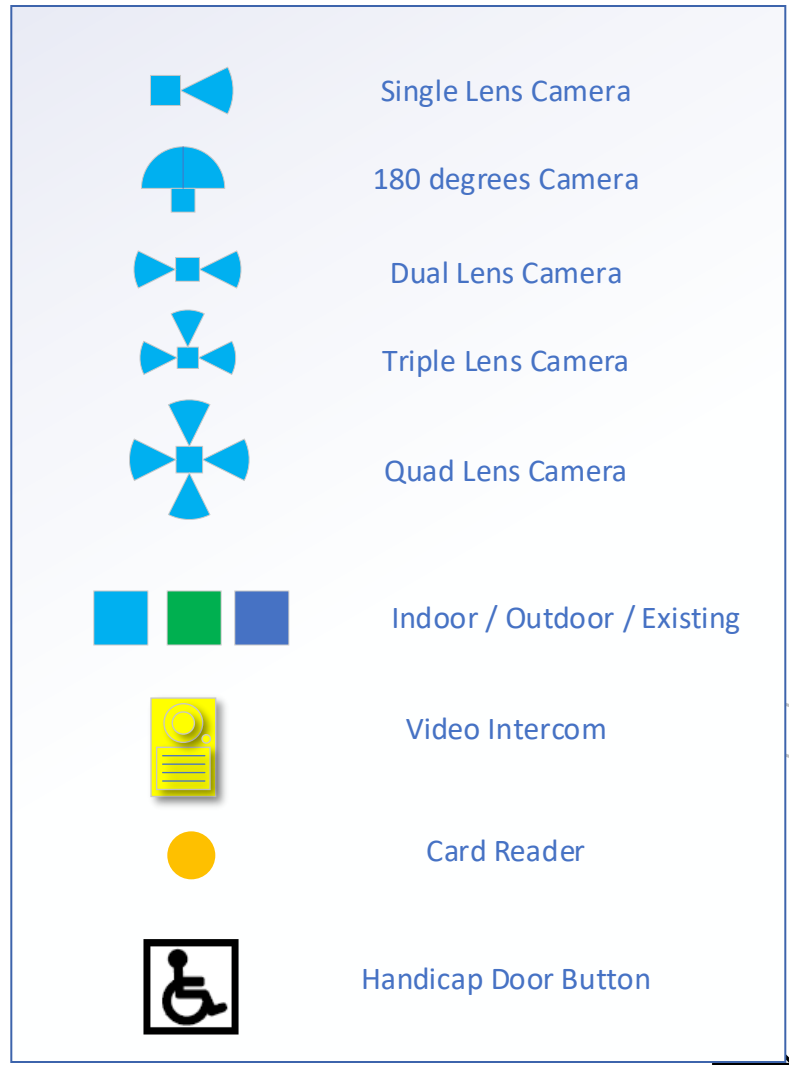 Single Lens Camera
180 degrees Camera
Dual Lens Camera
Triple Lens Camera
Quad Lens Camera
Indoor / Outdoor / Existing
Video Intercom
Card Reader
Handicap Door Button